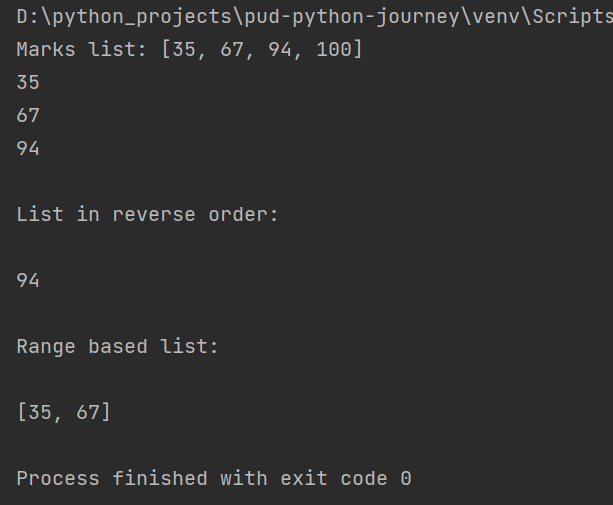 D:\python_projects\pud-python-journey\venv\Scripts
Marks list: [35, 67, 94, 100]
35
67
94
List in reverse order:
94
Range based list:
[35, 67]
Process finished with exit code 0